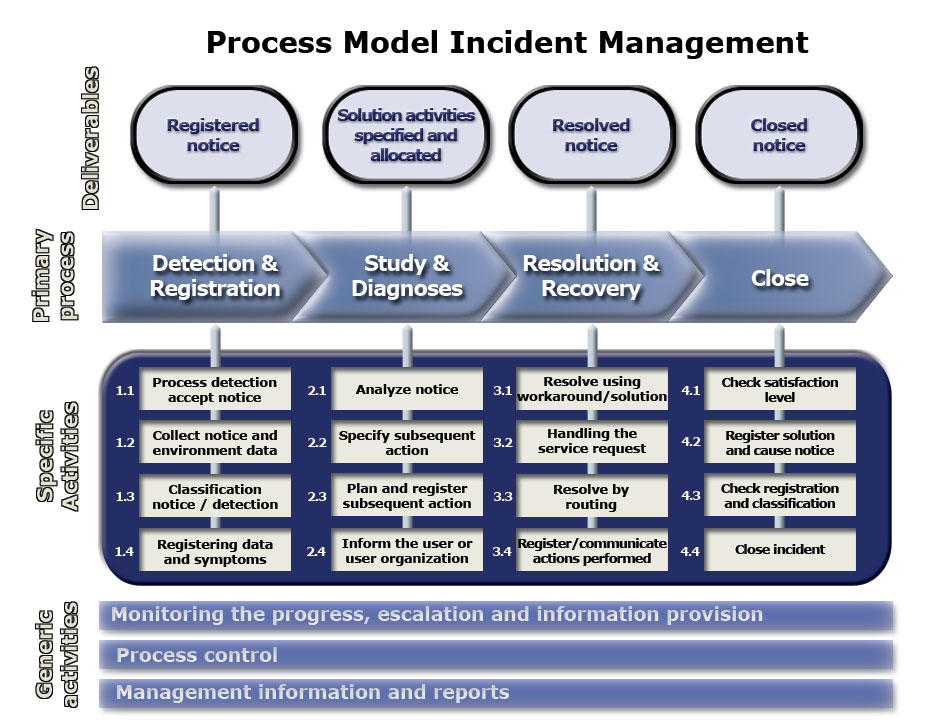 Process Model Incident Management
Deliverables
Registered
notice
Solution activities
specified and
allocated
Resolved
notice
Closed
notice
Primary
process
Detection &
Registration
Study &
Diagnoses
Resolution &
Recovery
Close
Specific
Activities
1.1
Process detection
accept notice
2.1
Analyze notice
3.1
Resolve using
workaround/solution
4.1
Check satisfaction
level
1.2
Collect notice and
environment data
2.2
Specify subsequent
action
3.2
Handling the
service request
4.2
Register solution
and cause notice
1.3
Classification
notice / detection
2.3
Plan and register
subsequent action
3.3
Resolve by
routing
4.3
Check registration
and classification
1.4
Registering data
and symptoms
2.4
Inform the user or
user organization
3.4
Register/communicate
actions performed
4.4
Close incident
Generic
activities
Monitoring the progress, escalation and information provision
Process control
Management information and reports